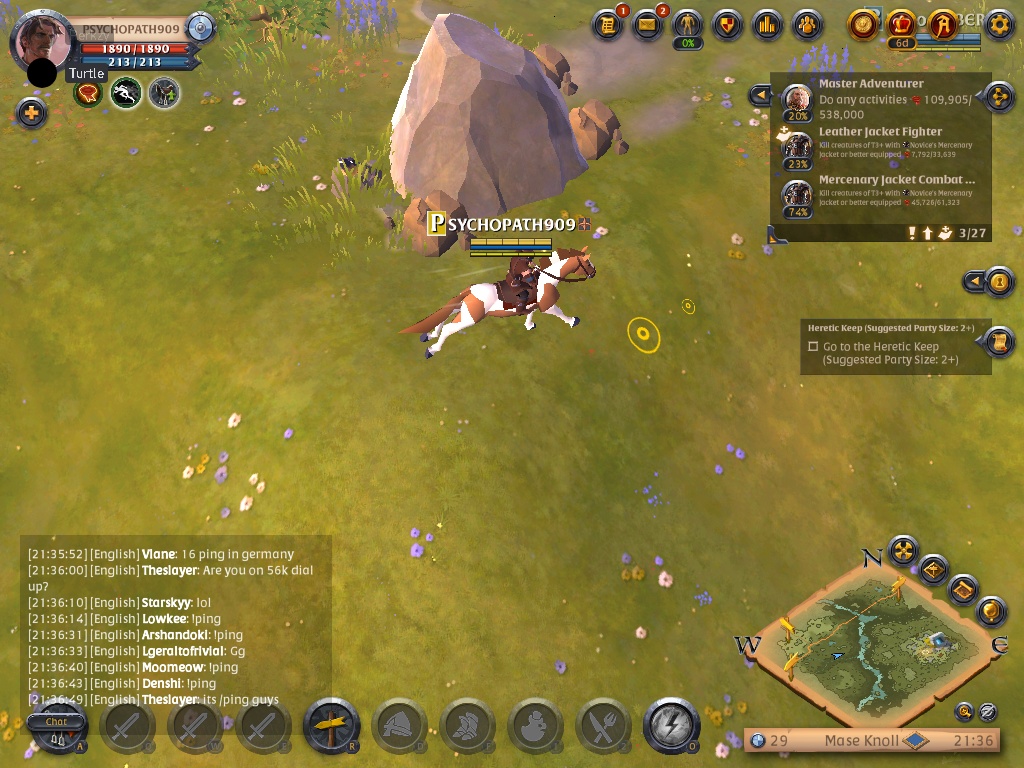 PSYCHOPATH909
1890 / 1890
213 / 213
Turtle
1
2
0%
6d
BER
Master Adventurer
Do any activities 109,905/
538,000
20%
Leather Jacket Fighter
Kill creatures of T3+ with Novice's Mercenary
Jacket or better equipped 7,792/33,639
23%
Mercenary Jacket Combat ...
Kill creatures of T3+ with Novice's Mercenary
Jacket or better equipped 45,726/61,323
74%
3/27
PSYCHOPATH909
Heretic Keep (Suggested Party Size: 2+)
Go to the Heretic Keep
(Suggested Party Size: 2+)
[21:35:52] [English] Vlane: 16 ping in germany
[21:36:00] [English] Theslayer: Are you on 56k dial
up?
[21:36:10] [English] Starskyy: lol
[21:36:14] [English] Lowkee: !ping
[21:36:31] [English] Arshandoki: !ping
[21:36:33] [English] Lgeraltofrivial: Gg
[21:36:40] [English] Moomeow: !ping
[21:36:43] [English] Denshi: !ping
[21:36:49] [English] Theslayer: its /ping guys
Chat
A
W
R
O
N
W
E
29
Mase Knoll
21:36